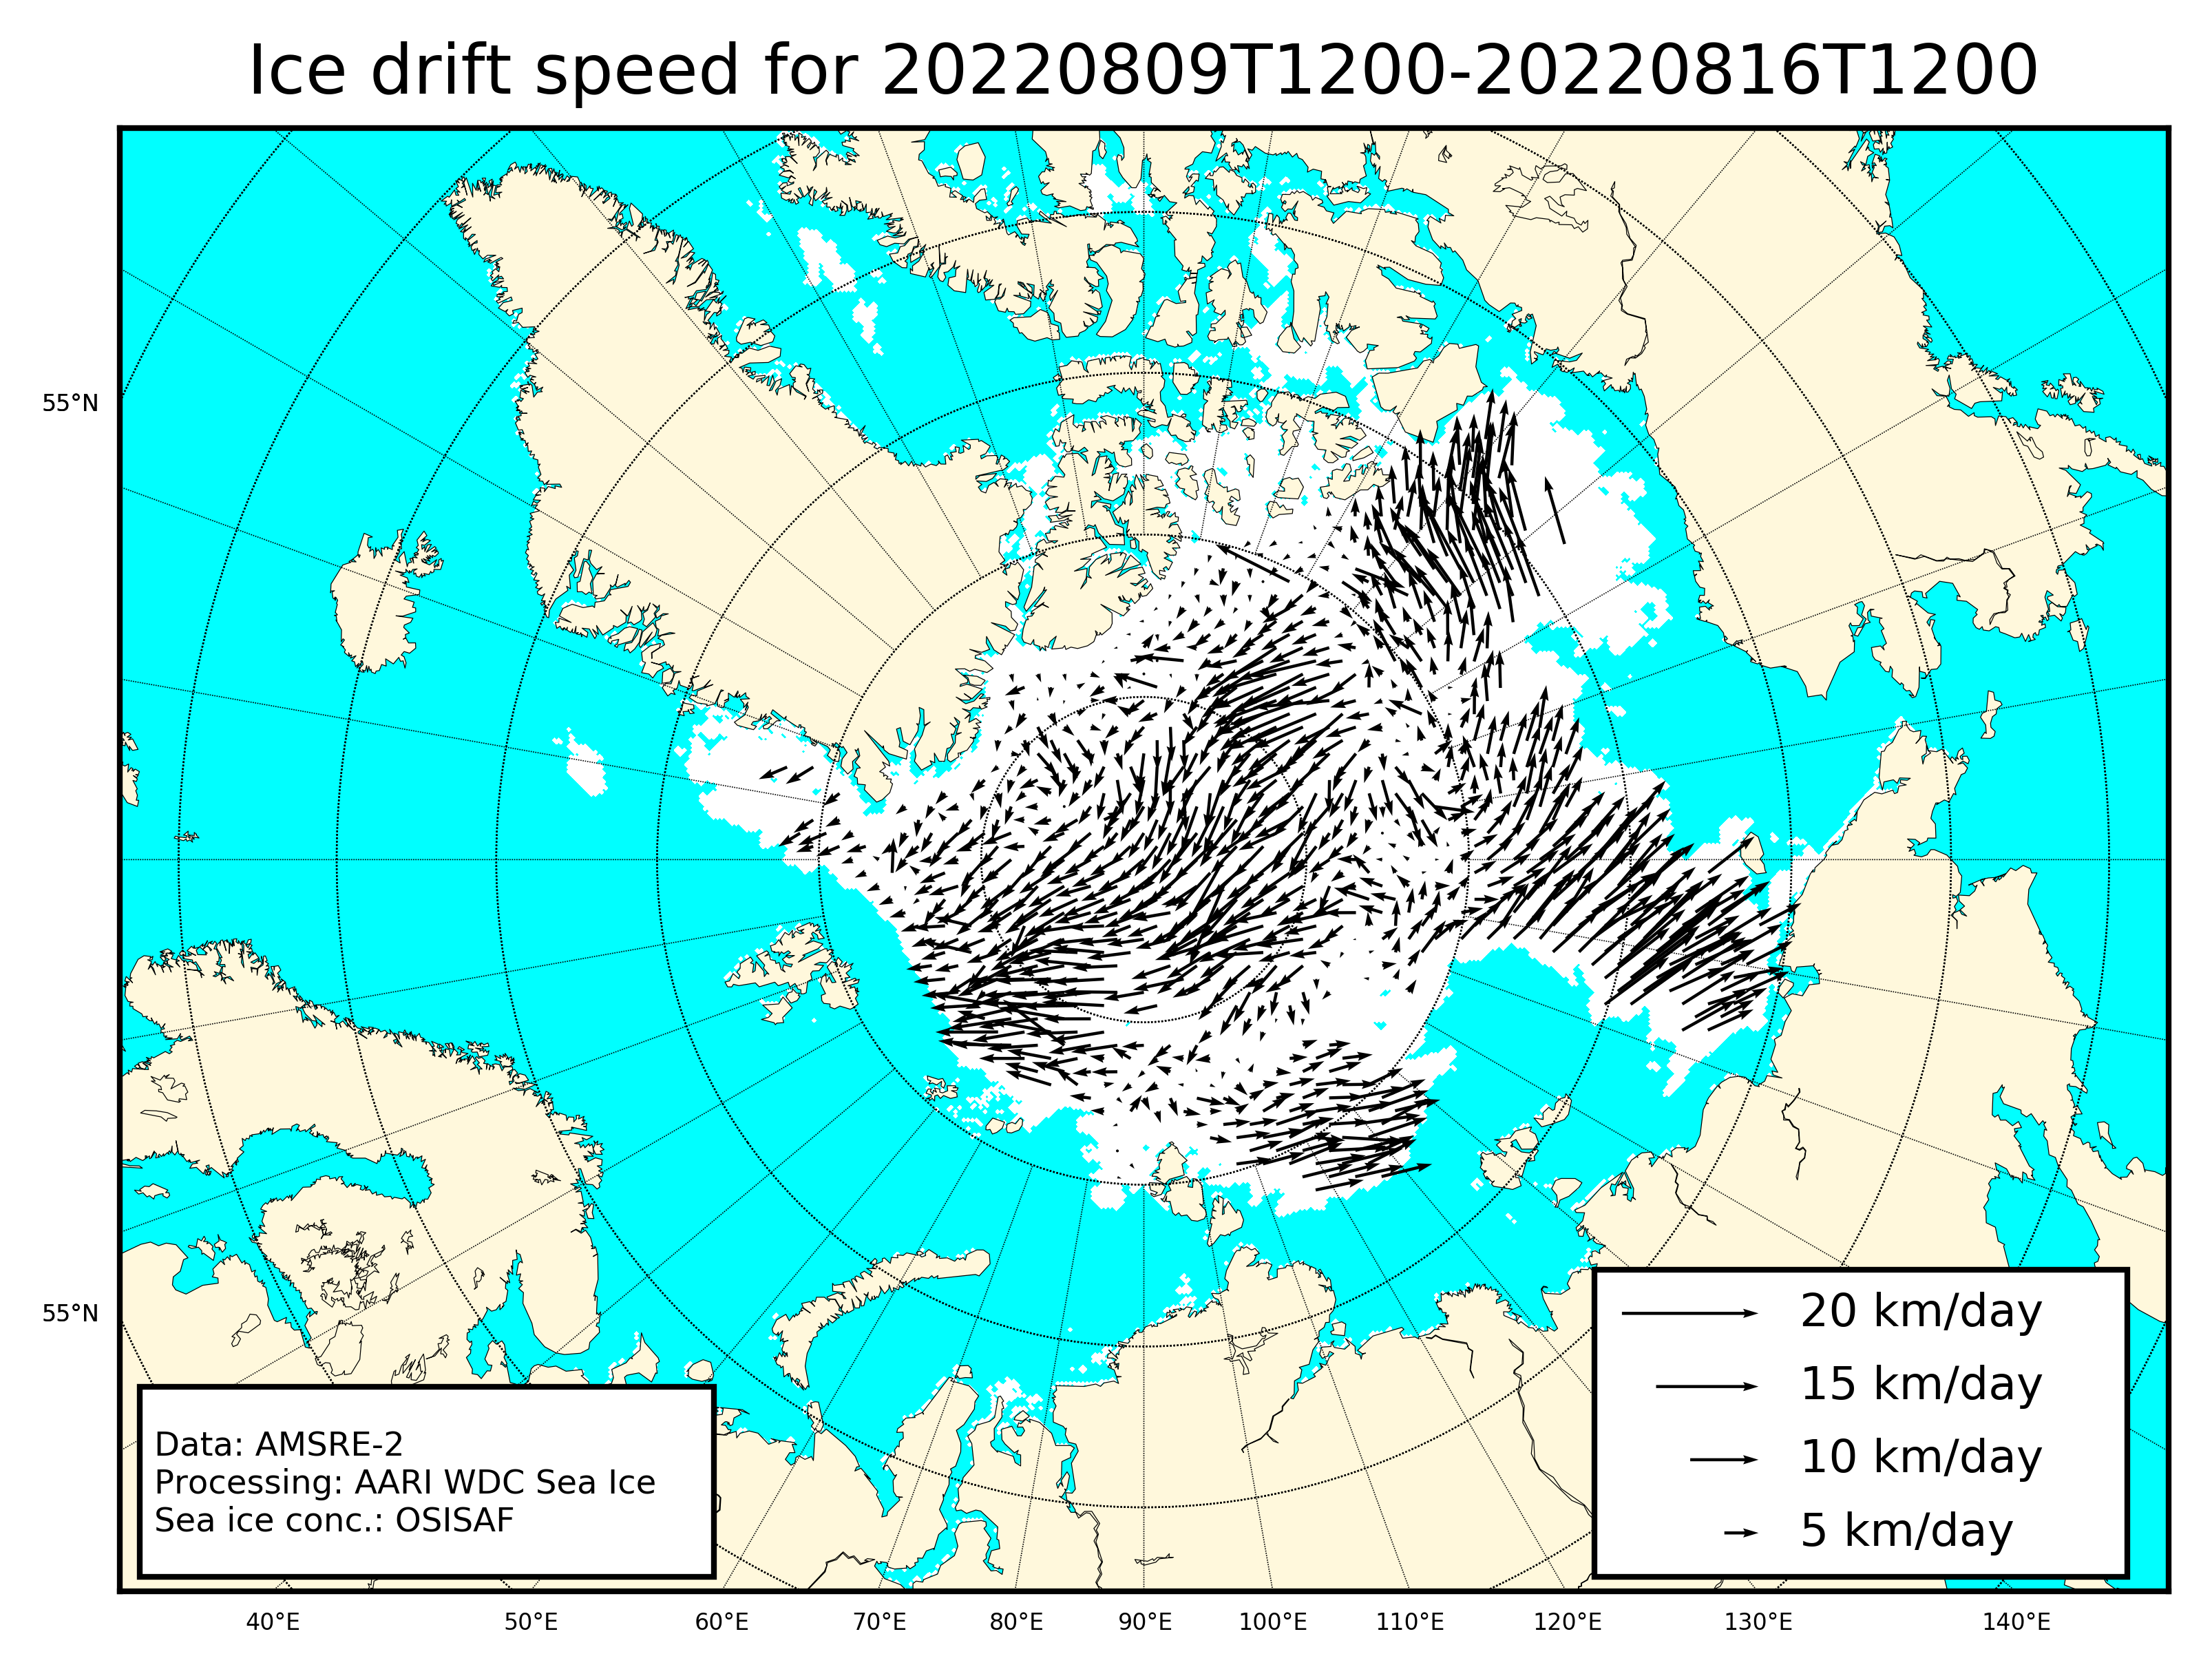 Ice drift speed for 20220809T1200-20220816T1200
55°N
55°N
20 km/day
15 km/day
10 km/day
5 km/day
Data: AMSRE-2
Processing: AARI WDC Sea Ice
Sea ice conc.: OSISAF
40°E 50°E 60°E 70°E 80°E 90°E 100°E 110°E 120°E 130°E 140°E